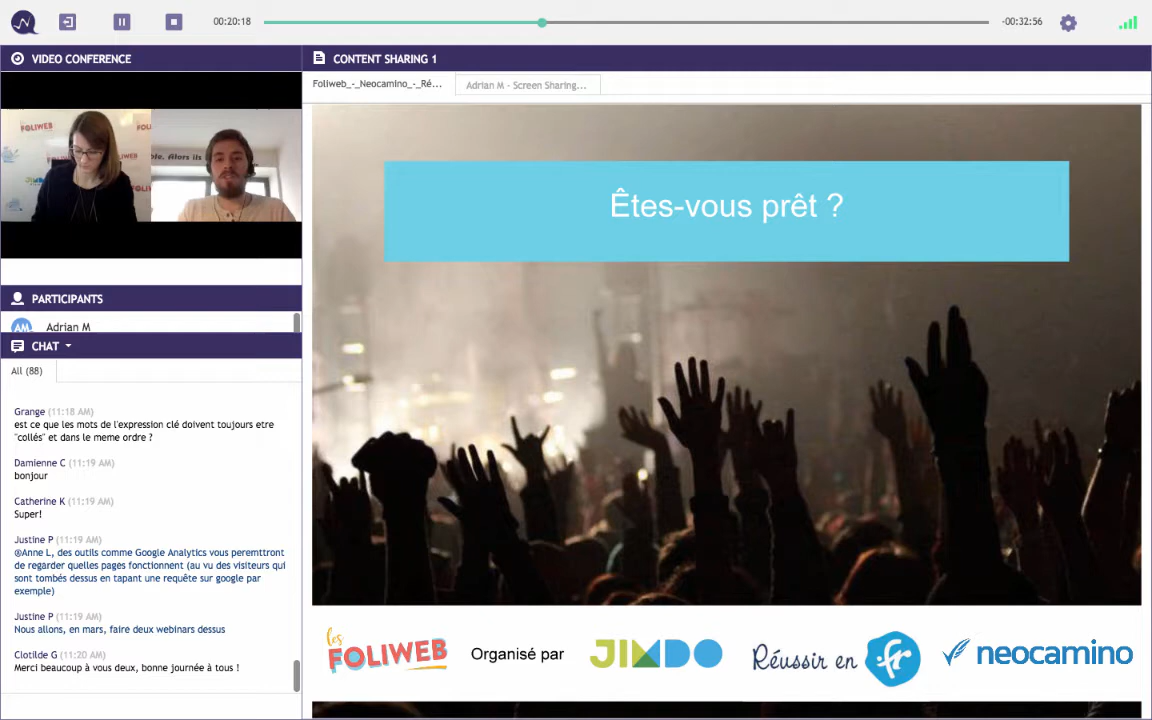 00:20:18
-00:32:56
VIDEO CONFERENCE
FOLIWEB
PARTICIPANTS
AM Adrian M
CHAT
All (88)
Grange (11:18 AM)
est ce que les mots de l'expression clé doivent toujours etre
"collés" et dans le meme ordre ?
Damienne C (11:19 AM)
bonjour
Catherine K (11:19 AM)
Super!
Justine P (11:19 AM)
@Anne L, des outils comme Google Analytics vous peremttront
de regarder quelles pages fonctionnent (au vu des visiteurs qui
sont tombés dessus en tapant une requête sur google par
exemple)
Justine P (11:19 AM)
Nous allons, en mars, faire deux webinars dessus
Clotilde G (11:20 AM)
Merci beaucoup à vous deux, bonne journée à tous !
CONTENT SHARING 1
Foliweb_-_Neocamino_-_Ré...
Adrian M - Screen Sharing...
Êtes-vous prêt ?
les
FOLIWEB
Organisé par
JIMDO
Réussir en .fr
neocamino